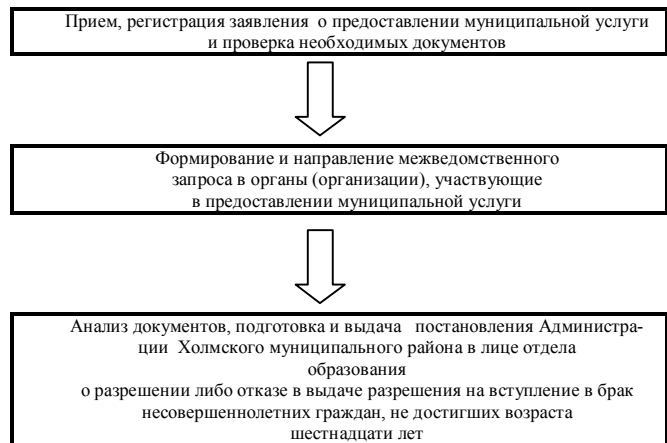 Прием, регистрация заявления о предоставлении муниципальной услуги
и проверка необходимых документов
Формирование и направление межведомственного
запроса в органы (организации), участвующие
в предоставлении муниципальной услуги
Анализ документов, подготовка и выдача постановления Администра-
ции Холмского муниципального района в лице отдела
образования
о разрешении либо отказе в выдаче разрешения на вступление в брак
несовершеннолетних граждан, не достигших возраста
шестнадцати лет